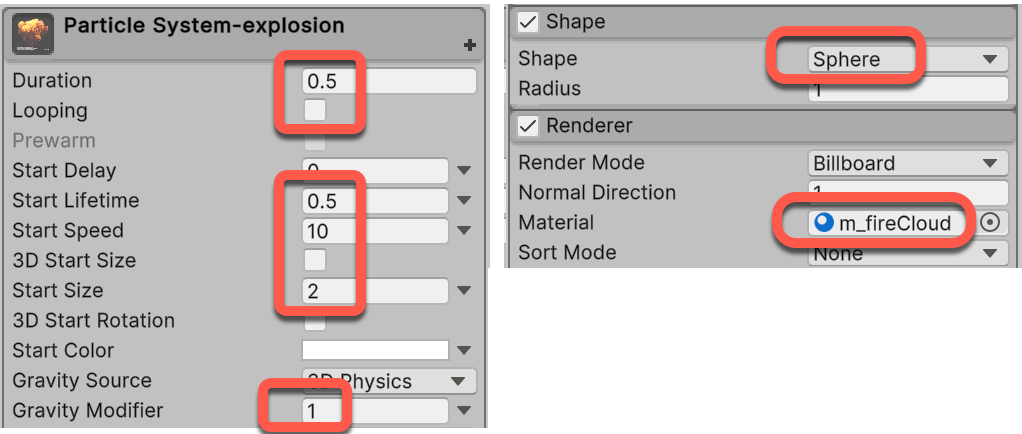 Particle System-explosion
+
Duration 0.5
Looping
Prewarm
Start Delay 0
Start Lifetime 0.5
Start Speed 10
3D Start Size
Start Size 2
3D Start Rotation
Start Color
Gravity Source 3D Physics
Gravity Modifier 1
Shape
Shape Sphere
Radius 1
Renderer
Render Mode Billboard
Normal Direction 1
Material m_fireCloud
Sort Mode None